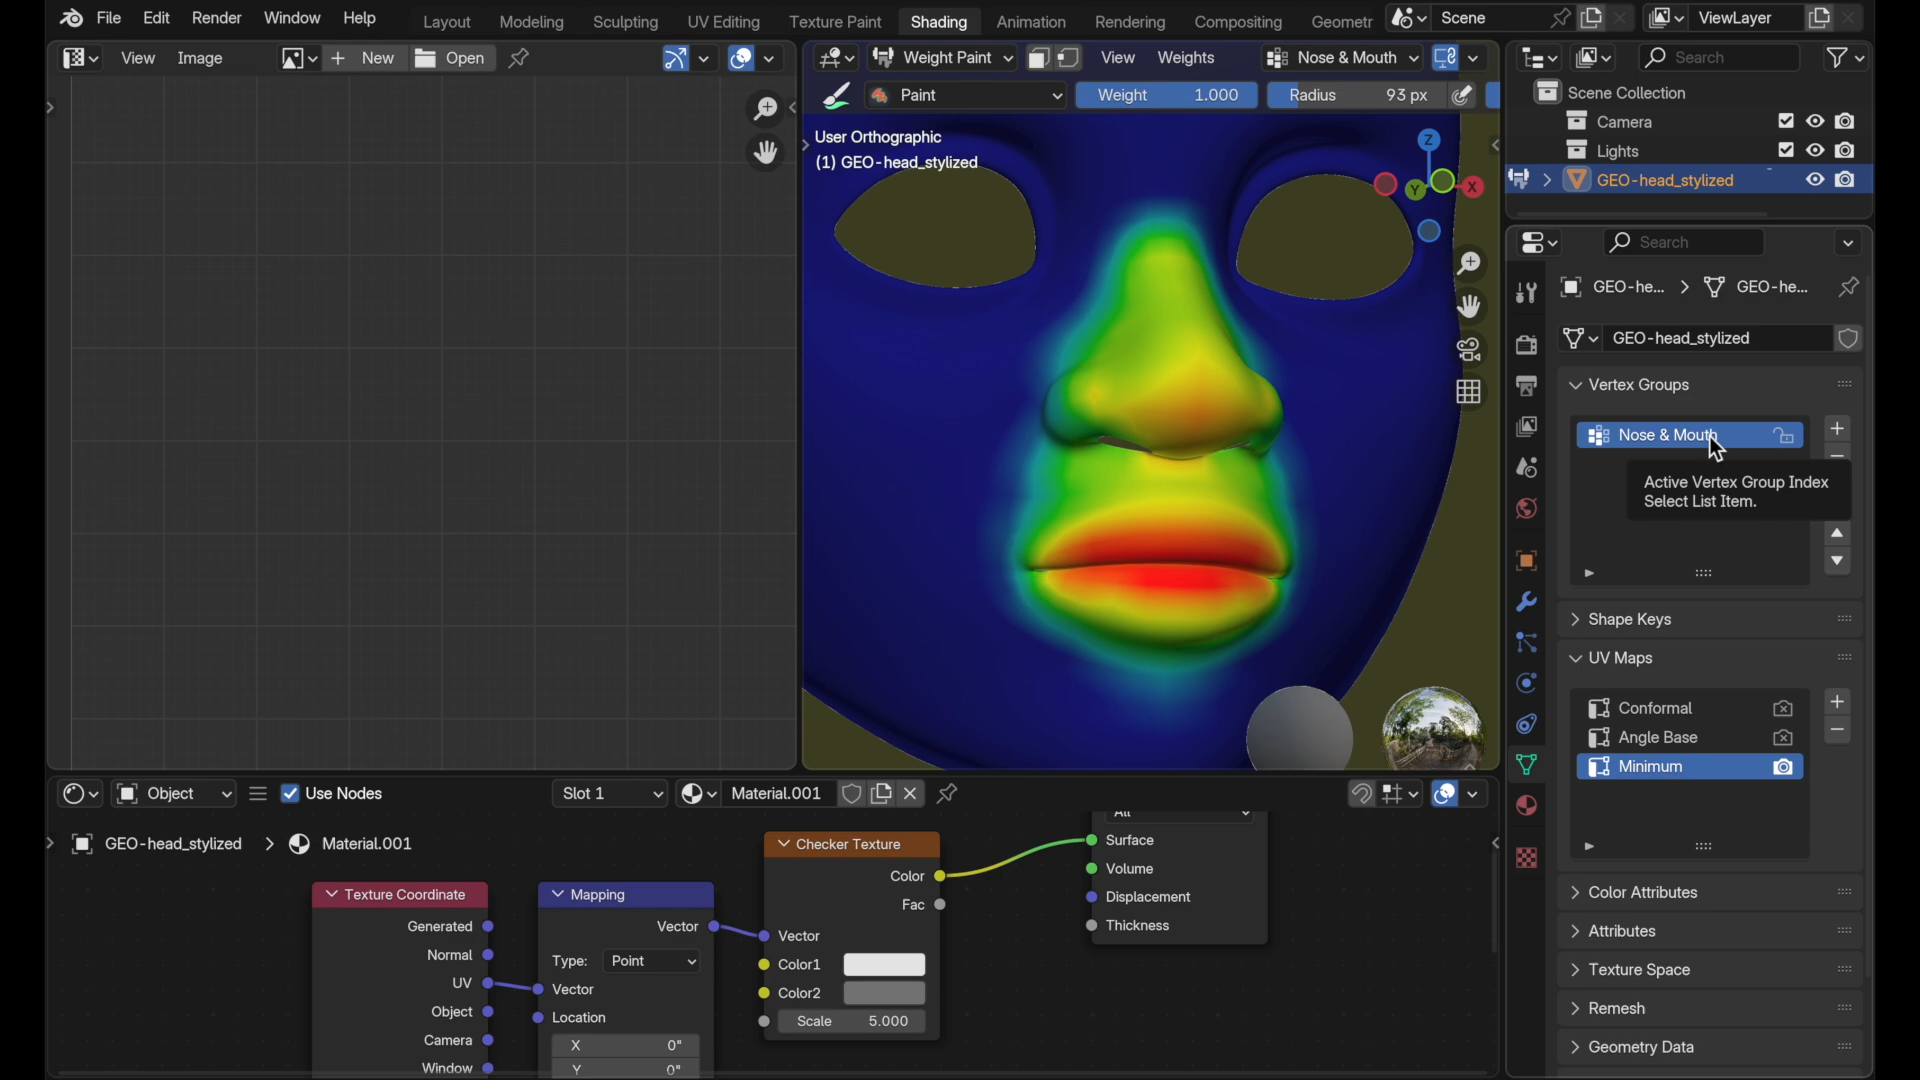 File Edit Render Window Help Layout Modeling Sculpting UV Editing Texture Paint Shading Animation Rendering Compositing Geometr Scene ViewLayer
View Image New Open
Weight Paint View Weights Nose & Mouth
Paint Weight 1.000 Radius 93 px
User Orthographic
(1) GEO-head_stylized
Z
Y
X
Search
Scene Collection
Camera
Lights
GEO-head_stylized
Search
GEO-he... GEO-he...
GEO-head_stylized
Vertex Groups
Nose & Mouth
Active Vertex Group Index
Select List Item.
Shape Keys
UV Maps
Conformal
Angle Base
Minimum
Color Attributes
Attributes
Texture Space
Remesh
Geometry Data
Object Use Nodes Slot 1 Material.001
GEO-head_stylized Material.001
Texture Coordinate
Generated
Normal
UV
Object
Camera
Window
Mapping
Vector
Type: Point
Vector
Location
X 0"
Y 0"
Checker Texture
Color
Fac
Vector
Color1
Color2
Scale 5.000
All
Surface
Volume
Displacement
Thickness